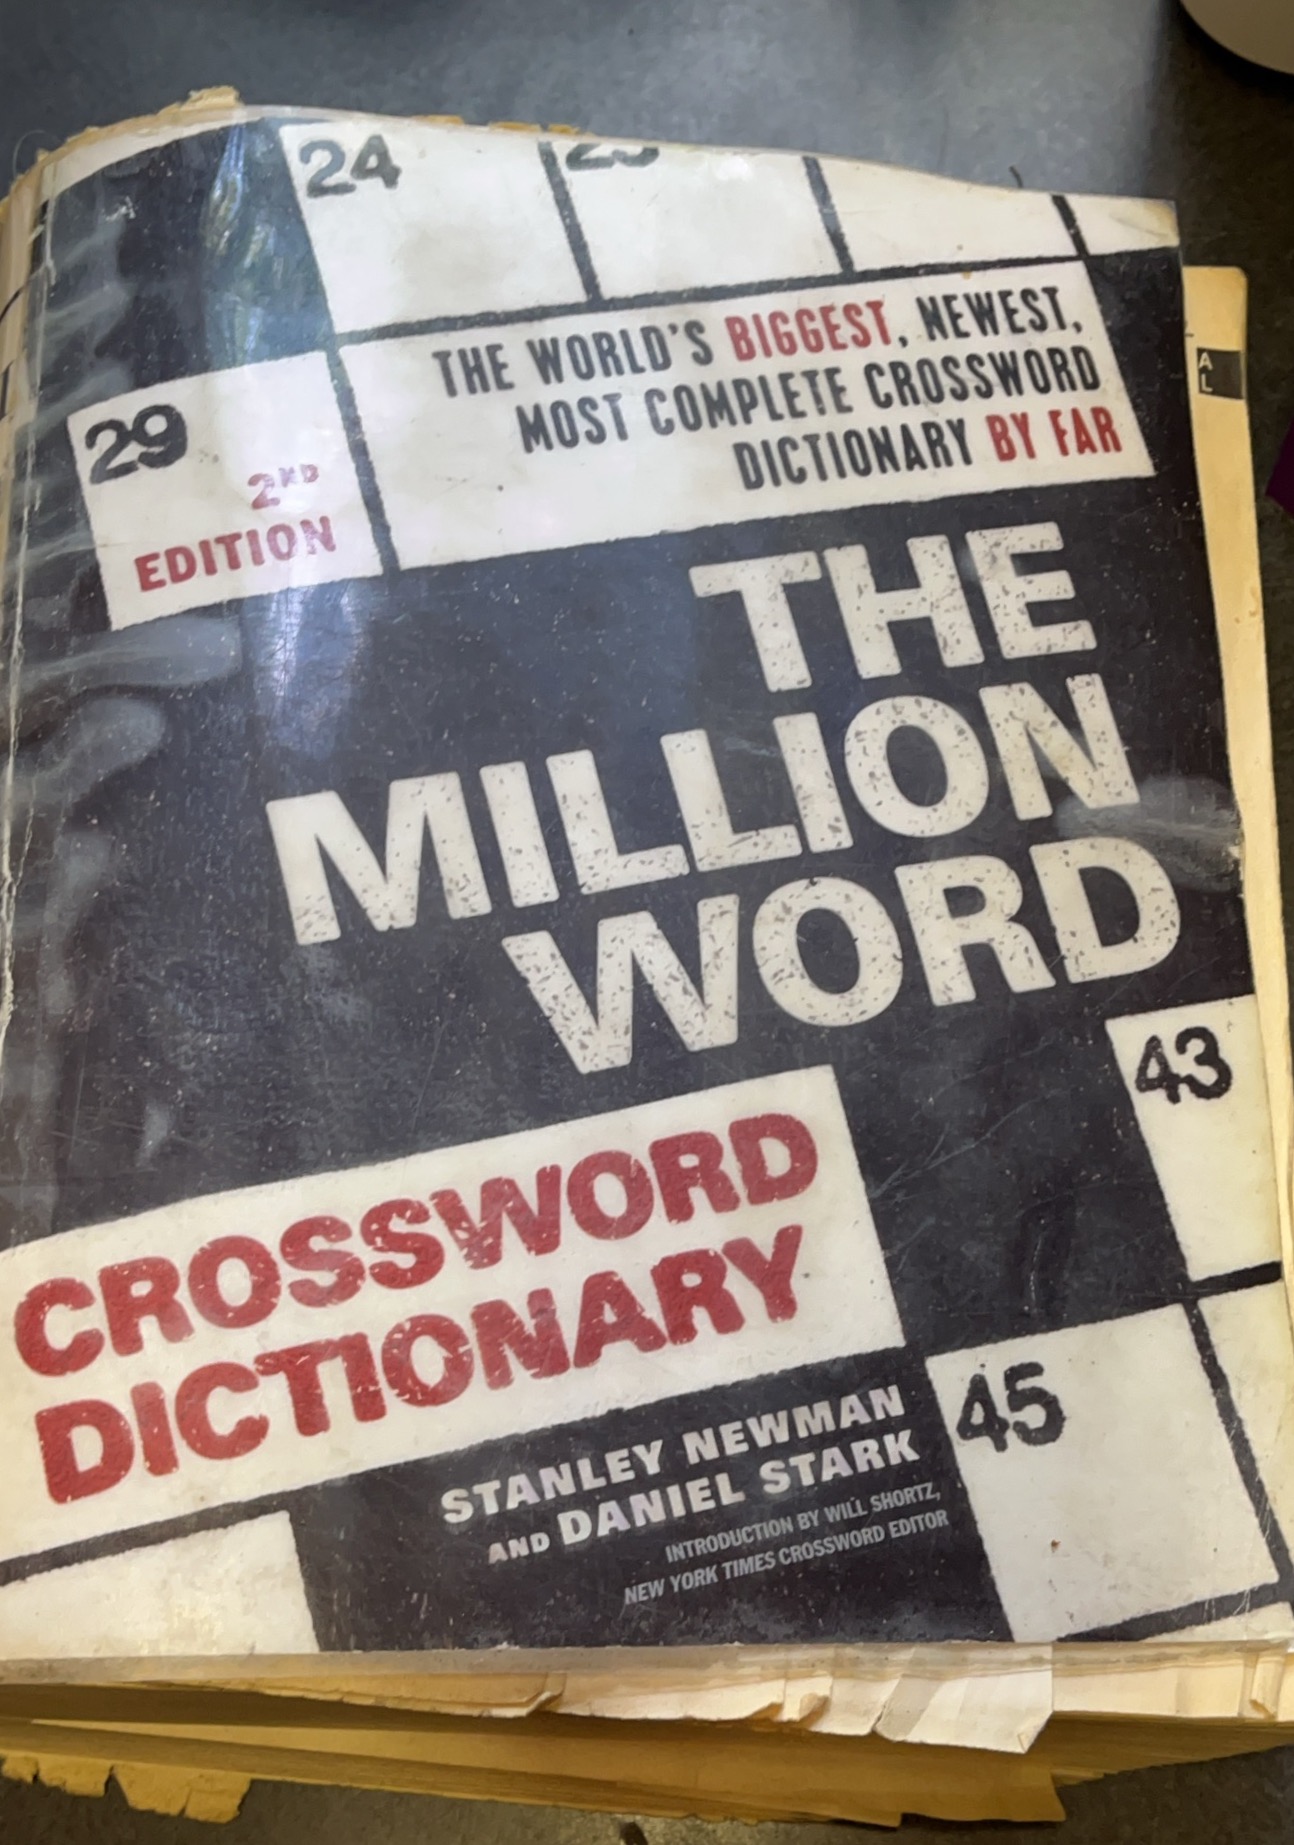 24
25
THE WORLD'S BIGGEST, NEWEST,
MOST COMPLETE CROSSWORD
DICTIONARY BY FAR
29
2ND
EDITION
THE
MILLION
WORD
43
CROSSWORD
DICTIONARY
45
STANLEY NEWMAN
AND DANIEL STARK
INTRODUCTION BY WILL SHORTZ,
NEW YORK TIMES CROSSWORD EDITOR
A
L